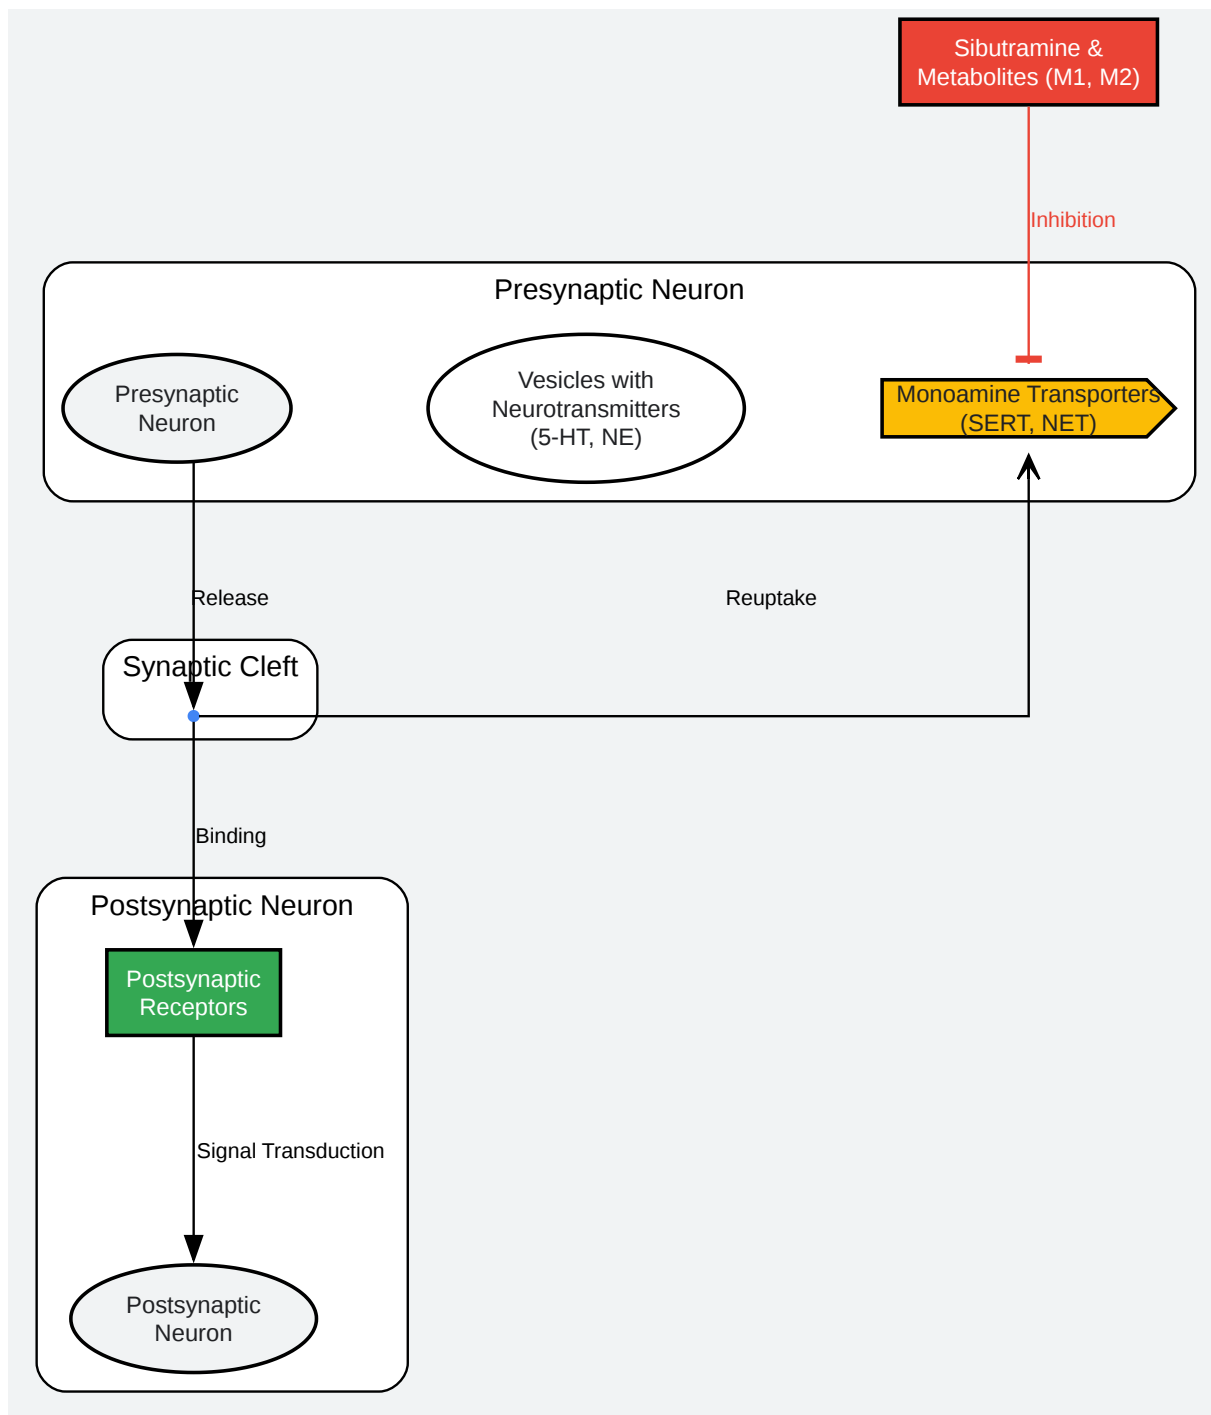 Sibutramine &
Metabolites (M1, M2)
Inhibition
Presynaptic Neuron
Presynaptic
Neuron
Vesicles with
Neurotransmitters
(5-HT, NE)
Monoamine Transporters
(SERT, NET)
Release
Reuptake
Synaptic Cleft
Binding
Postsynaptic Neuron
Postsynaptic
Receptors
Signal Transduction
Postsynaptic
Neuron